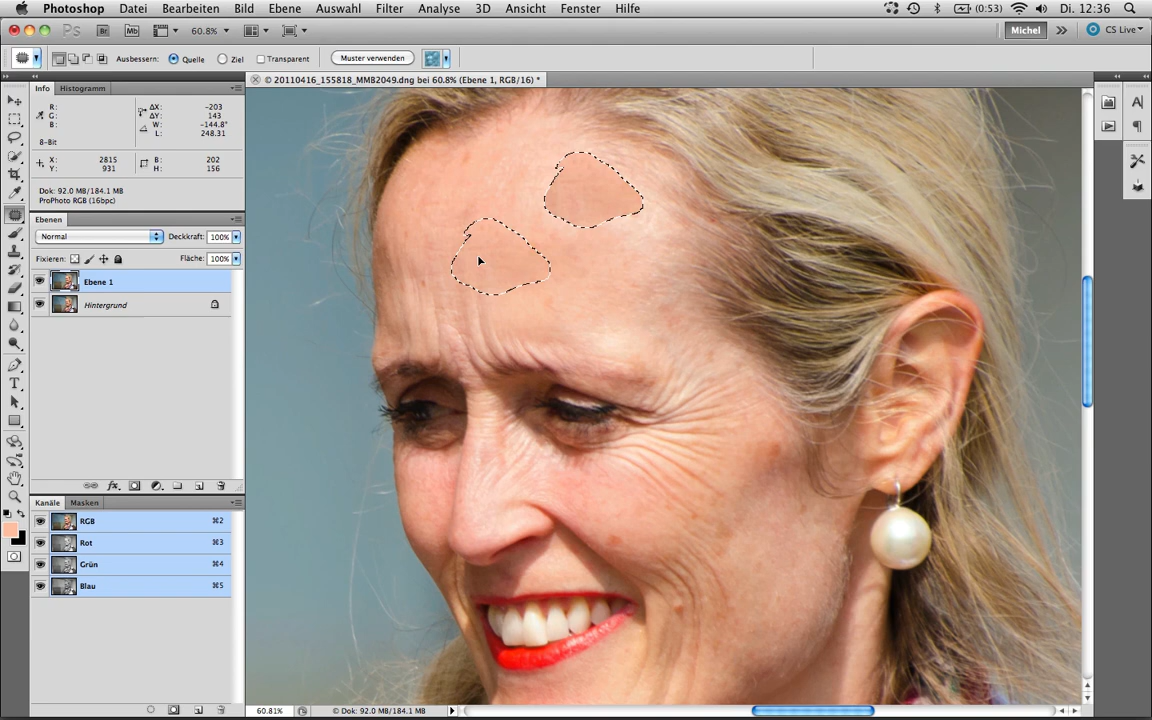 Photoshop Datei Bearbeiten Bild Ebene Auswahl Filter Analyse 3D Ansicht Fenster Hilfe (0:53) Di. 12:36
Ps Br Mb 60.8% Michel CS Live
Ausbessern: Quelle Ziel Transparent Muster verwenden
© 20110416_155818_MMB2049.dng bei 60.8% (Ebene 1, RGB/16) *
Info Histogramm
R: ΔX: -203
G: ΔY: 143
B: W: -144.8°
L: 248.31
8-Bit
X: 2815 B: 202
Y: 931 H: 156
Dok: 92.0 MB/184.1 MB
ProPhoto RGB (16bpc)
Ebenen
Normal Deckkraft: 100%
Fixieren: Fläche: 100%
Ebene 1
Hintergrund
Kanäle Masken
RGB ⌘2
Rot ⌘3
Grün ⌘4
Blau ⌘5
60.81% © Dok: 92.0 MB/184.1 MB